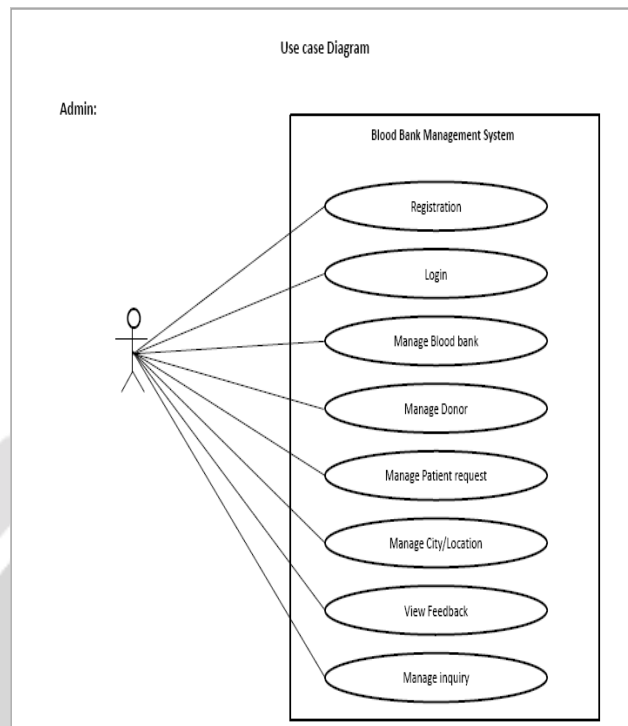 Use case Diagram
Admin:
Blood Bank Management System
Registration
Login
Manage Blood bank
Manage Donor
Manage Patient request
Manage City/Location
View Feedback
Manage inquiry